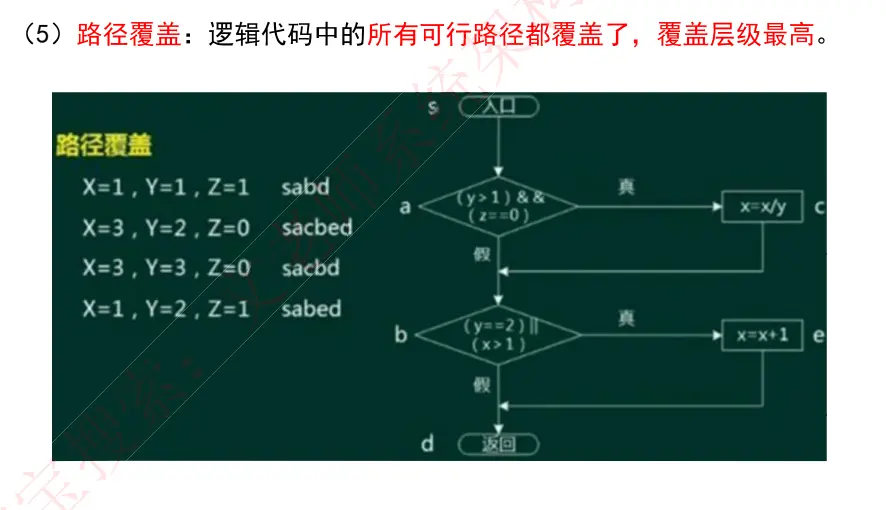 （5）路径覆盖：逻辑代码中的所有可行路径都覆盖了，覆盖层级最高。
路径覆盖
X=1，Y=1，Z=1 sabd
X=3，Y=2，Z=0 sacbed
X=3，Y=3，Z=0 sacbd
X=1，Y=2，Z=1 sabed
s 入口
a (y>1)&&
(z==0)
真
x=x/y c
假
b (y==2)||
(x>1)
真
x=x+1 e
假
d 返回